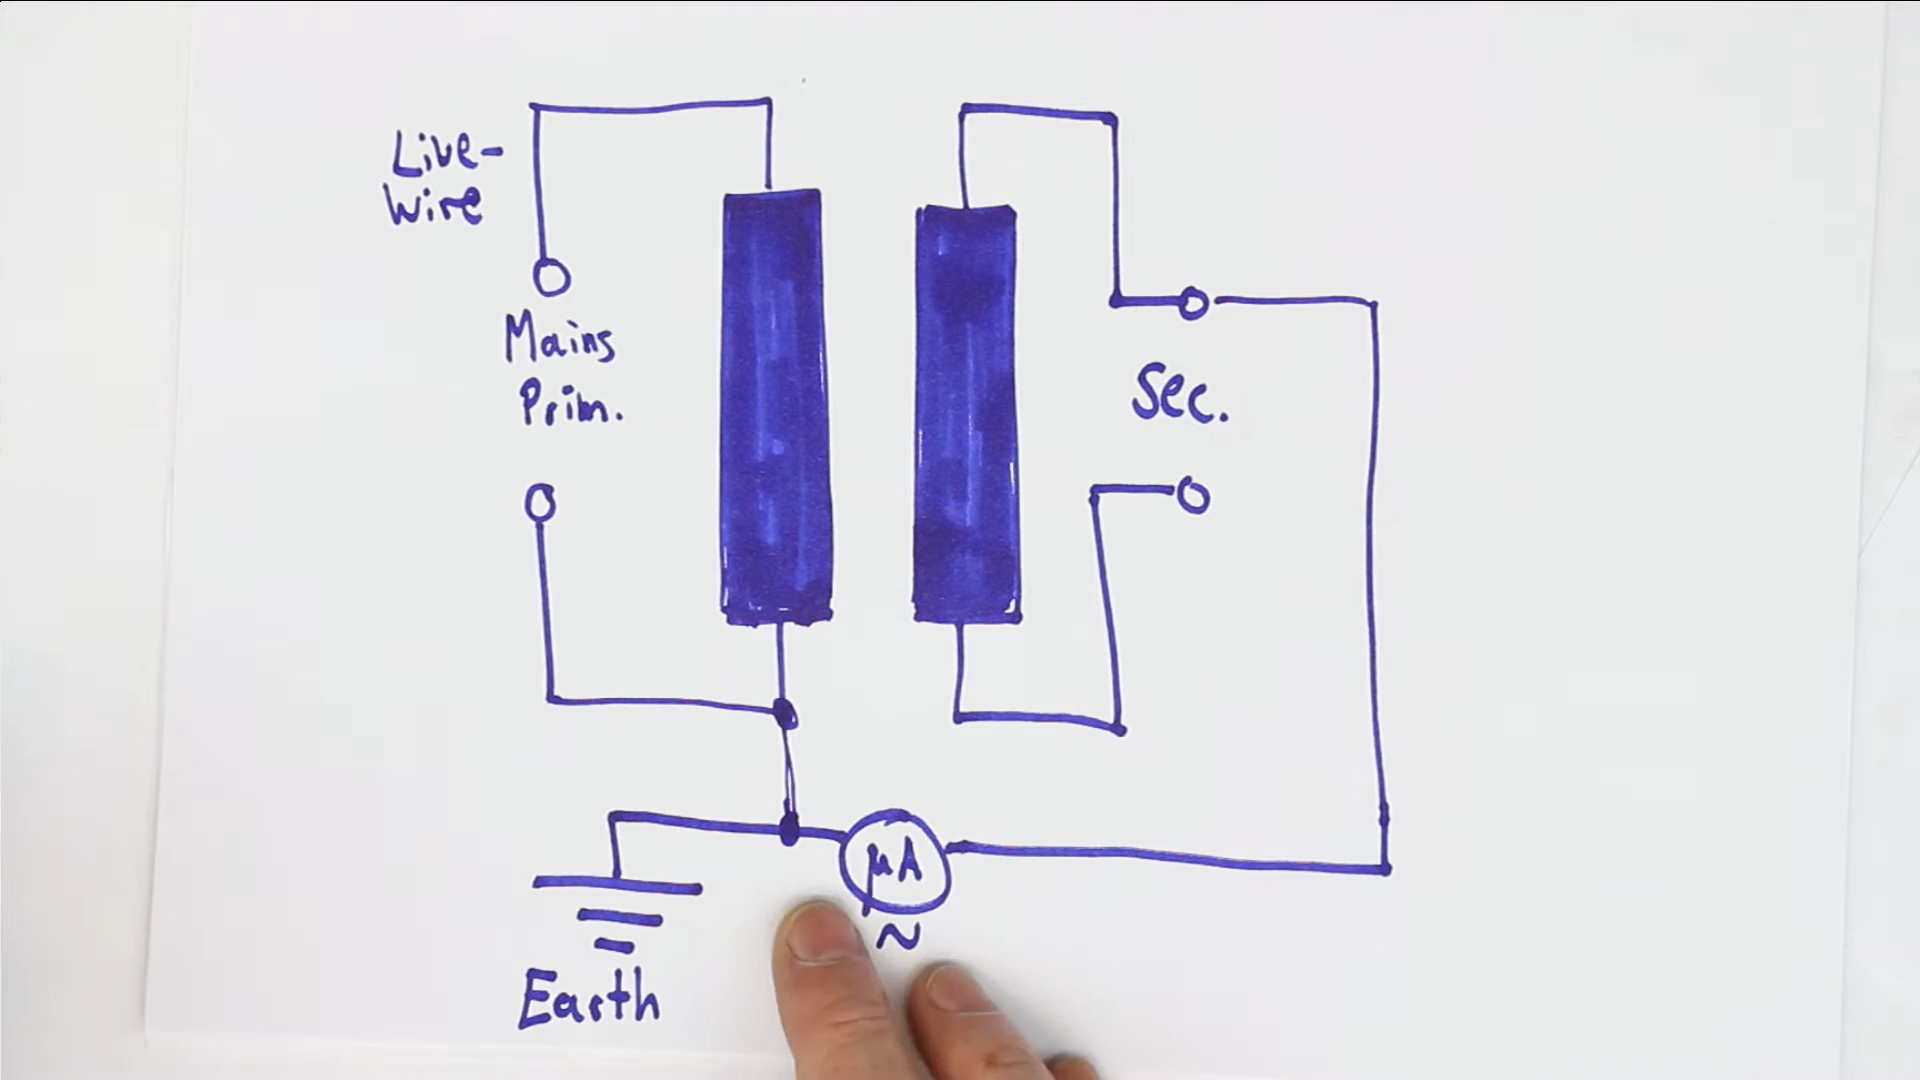 Live-
Wire
Mains
Prim.
Sec.
μA
~
Earth